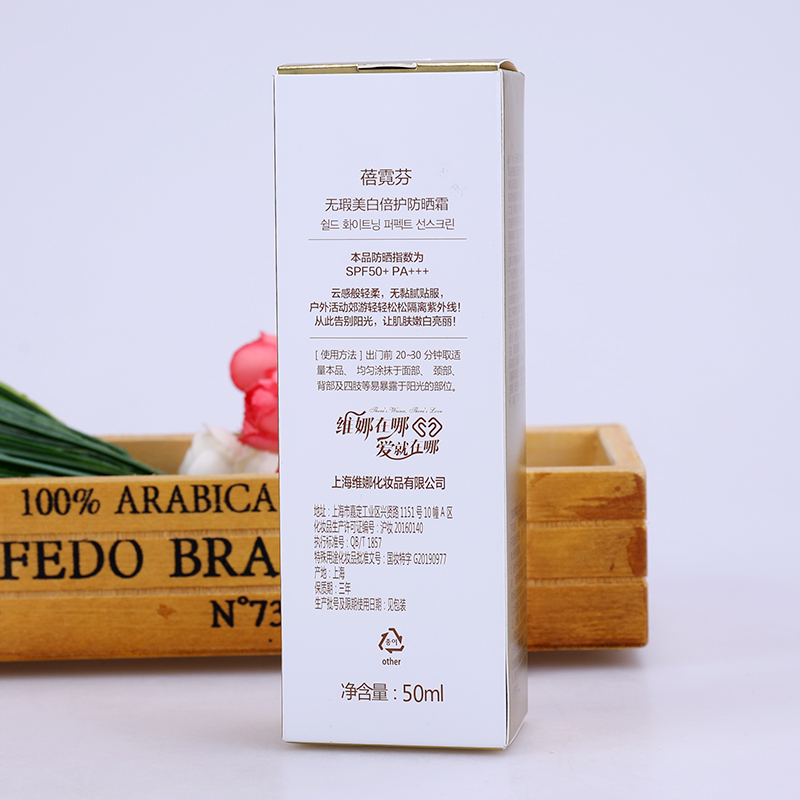 蓓霓芬
无瑕美白倍护防晒霜
쉴드 화이트닝 퍼펙트 선스크린
本品防晒指数为
SPF50+ PA+++
云感般轻柔，无黏腻贴服，
户外活动郊游轻轻松松隔离紫外线！
从此告别阳光，让肌肤嫩白亮丽！
[ 使用方法 ] 出门前 20~30 分钟取适
量本品、均匀涂抹于面部、颈部、
背部及四肢等易暴露于阳光的部位。
There's Weina, There's Love
维娜在哪
爱就在哪
上海维娜化妆品有限公司
地址：上海市嘉定工业区兴贤路 1151 号 10 幢 A 区
化妆品生产许可证编号：沪妆 20160140
执行标准号：QB/T 1857
特殊用途化妆品批准文号：国妆特字 G20190977
产地：上海
保质期：三年
生产批号及限期使用日期：见包装
종이
other
净含量：50ml
100% ARABICA
FEDO BRA
N°73